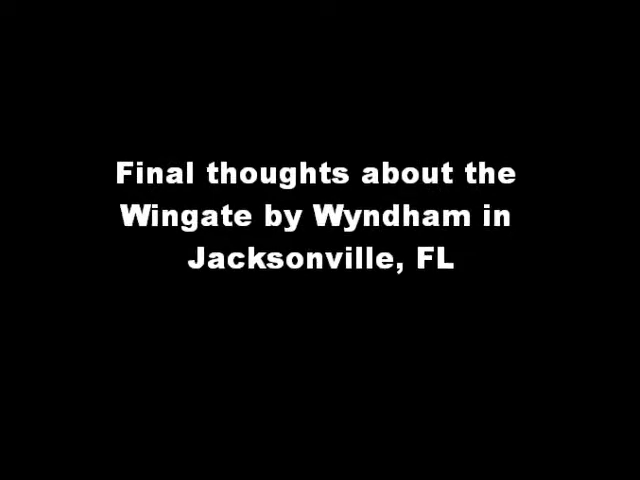 Final thoughts about the
Wingate by Wyndham in
Jacksonville, FL